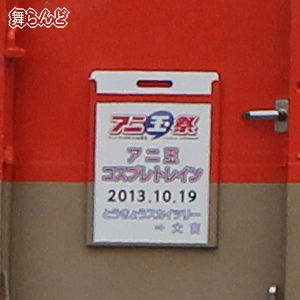 舞らんど
アニ玉祭
アニ玉
コスプレトレイン
2013.10.19
とうきょうスカイツリー
⇒ 大宮